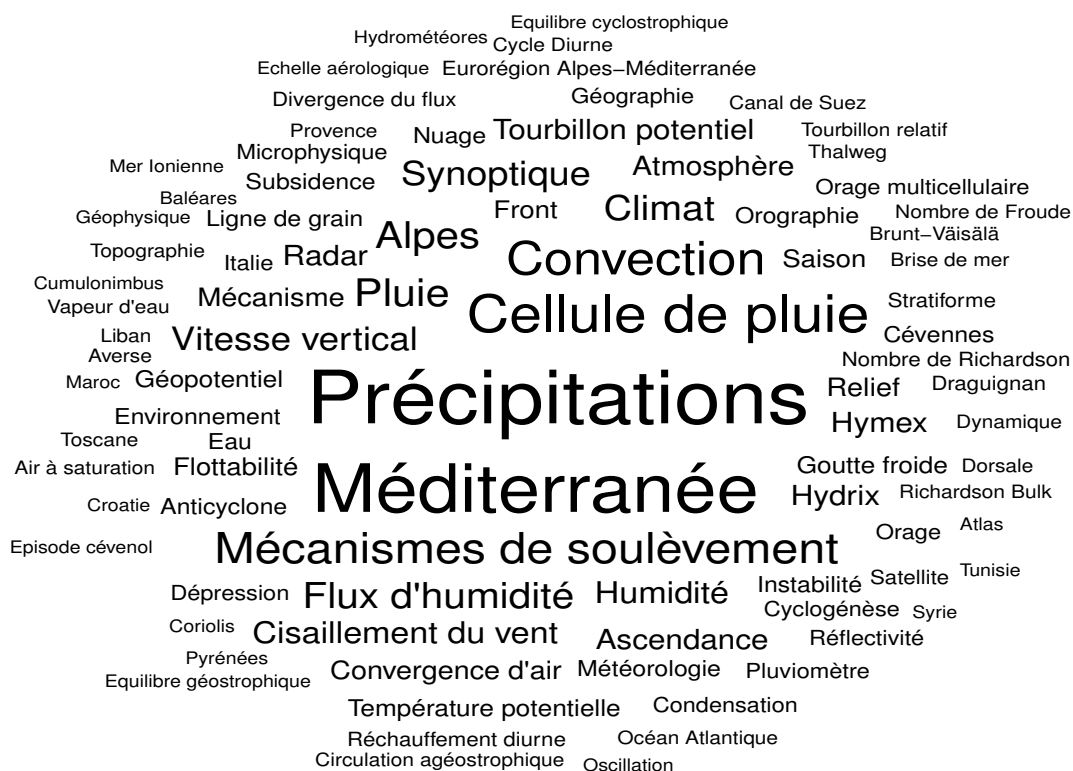 Equilibre cyclostrophique
Hydrométéores Cycle Diurne
Echelle aérologique Eurorégion Alpes−Méditerranée
Divergence du flux Géographie Canal de Suez
Provence Nuage Tourbillon potentiel Tourbillon relatif
Mer Ionienne Microphysique Synoptique Atmosphère Thalweg
Baléares Subsidence Orage multicellulaire
Géophysique Ligne de grain Alpes Front Climat Orographie Nombre de Froude
Brunt−Väisälä
Topographie Italie Radar Convection Saison Brise de mer
Cumulonimbus
Vapeur d'eau Mécanisme Pluie Cellule de pluie Stratiforme
Liban Vitesse vertical Cévennes
Averse Nombre de Richardson
Maroc Géopotentiel Précipitations Relief Draguignan
Environnement Hymex Dynamique
Toscane Eau
Air à saturation Flottabilité Goutte froide Dorsale
Croatie Anticyclone Méditerranée Hydrix Richardson Bulk
Episode cévenol Mécanismes de soulèvement Orage Atlas
Dépression Flux d'humidité Humidité Instabilité Satellite Tunisie
Cyclogénèse Syrie
Coriolis Cisaillement du vent Ascendance Réflectivité
Pyrénées
Equilibre géostrophique Convergence d'air Météorologie Pluviomètre
Température potentielle Condensation
Réchauffement diurne Océan Atlantique
Circulation agéostrophique Oscillation